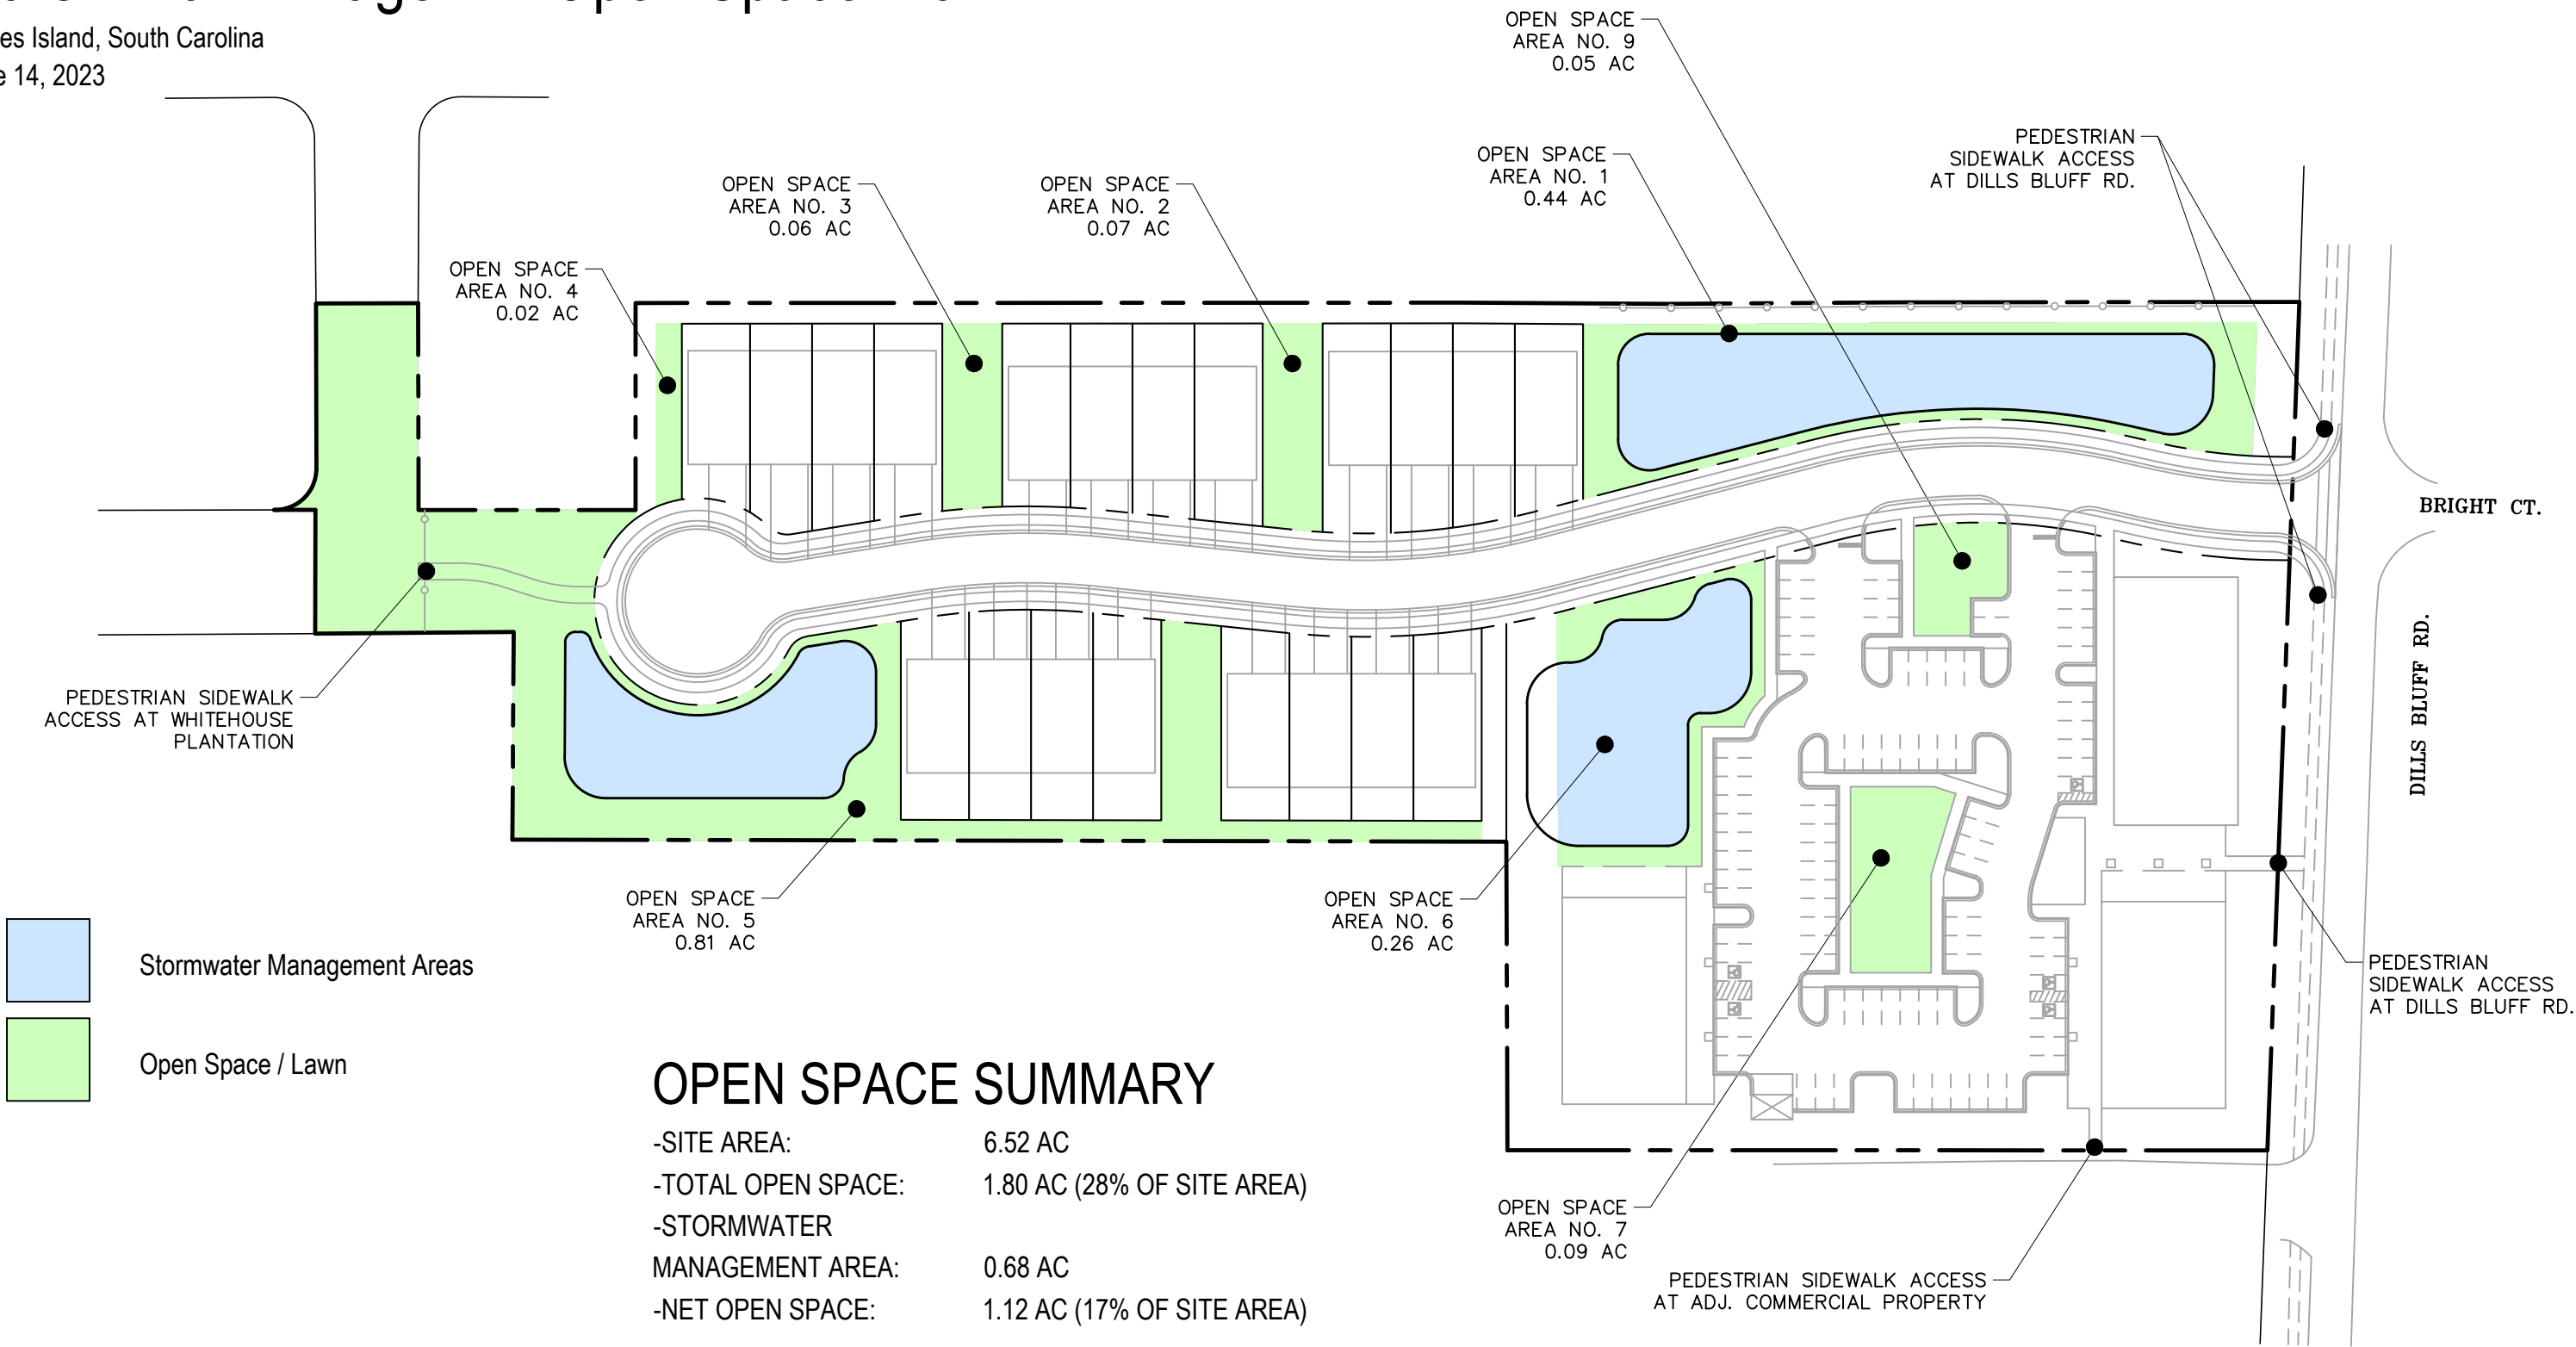 es Island, South Carolina
14, 2023
OPEN SPACE
AREA NO. 9
0.05 AC
PEDESTRIAN
SIDEWALK ACCESS
AT DILLS BLUFF RD.
OPEN SPACE
AREA NO. 1
0.44 AC
OPEN SPACE
AREA NO. 3
0.06 AC
OPEN SPACE
AREA NO. 2
0.07 AC
OPEN SPACE
AREA NO. 4
0.02 AC
BRIGHT CT.
DILLS BLUFF RD.
PEDESTRIAN SIDEWALK
ACCESS AT WHITEHOUSE
PLANTATION
OPEN SPACE
AREA NO. 5
0.81 AC
OPEN SPACE
AREA NO. 6
0.26 AC
PEDESTRIAN
SIDEWALK ACCESS
AT DILLS BLUFF RD.
Stormwater Management Areas
Open Space / Lawn
OPEN SPACE SUMMARY
-SITE AREA: 6.52 AC
-TOTAL OPEN SPACE: 1.80 AC (28% OF SITE AREA)
-STORMWATER
MANAGEMENT AREA: 0.68 AC
-NET OPEN SPACE: 1.12 AC (17% OF SITE AREA)
OPEN SPACE
AREA NO. 7
0.09 AC
PEDESTRIAN SIDEWALK ACCESS
AT ADJ. COMMERCIAL PROPERTY